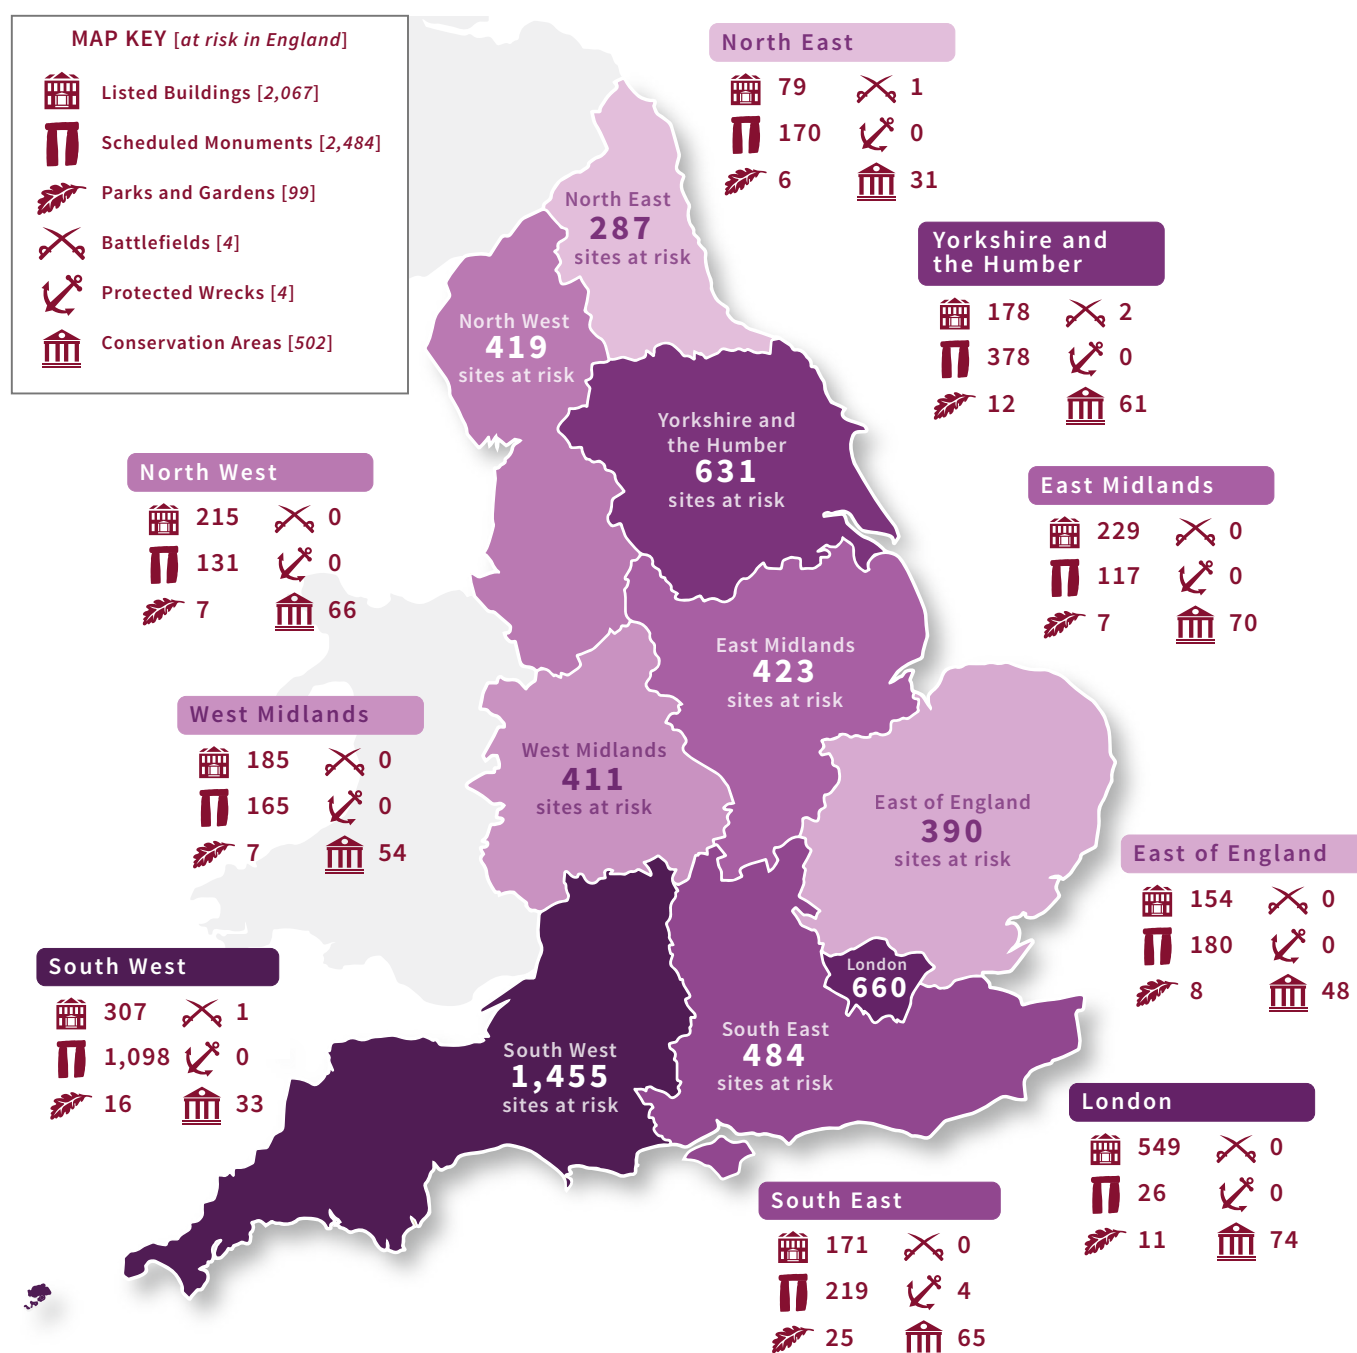 MAP KEY [at risk in England]
Listed Buildings [2,067]
Scheduled Monuments [2,484]
Parks and Gardens [99]
Battlefields [4]
Protected Wrecks [4]
Conservation Areas [502]
North East
79 1
170 0
6 31
Yorkshire and
the Humber
178 2
378 0
12 61
North West
215 0
131 0
7 66
East Midlands
229 0
117 0
7 70
West Midlands
185 0
165 0
7 54
East of England
154 0
180 0
8 48
South West
307 1
1,098 0
16 33
London
549 0
26 0
11 74
South East
171 0
219 4
25 65
North East
287
sites at risk
North West
419
sites at risk
Yorkshire and
the Humber
631
sites at risk
East Midlands
423
sites at risk
West Midlands
411
sites at risk
East of England
390
sites at risk
London
660
South East
484
sites at risk
South West
1,455
sites at risk